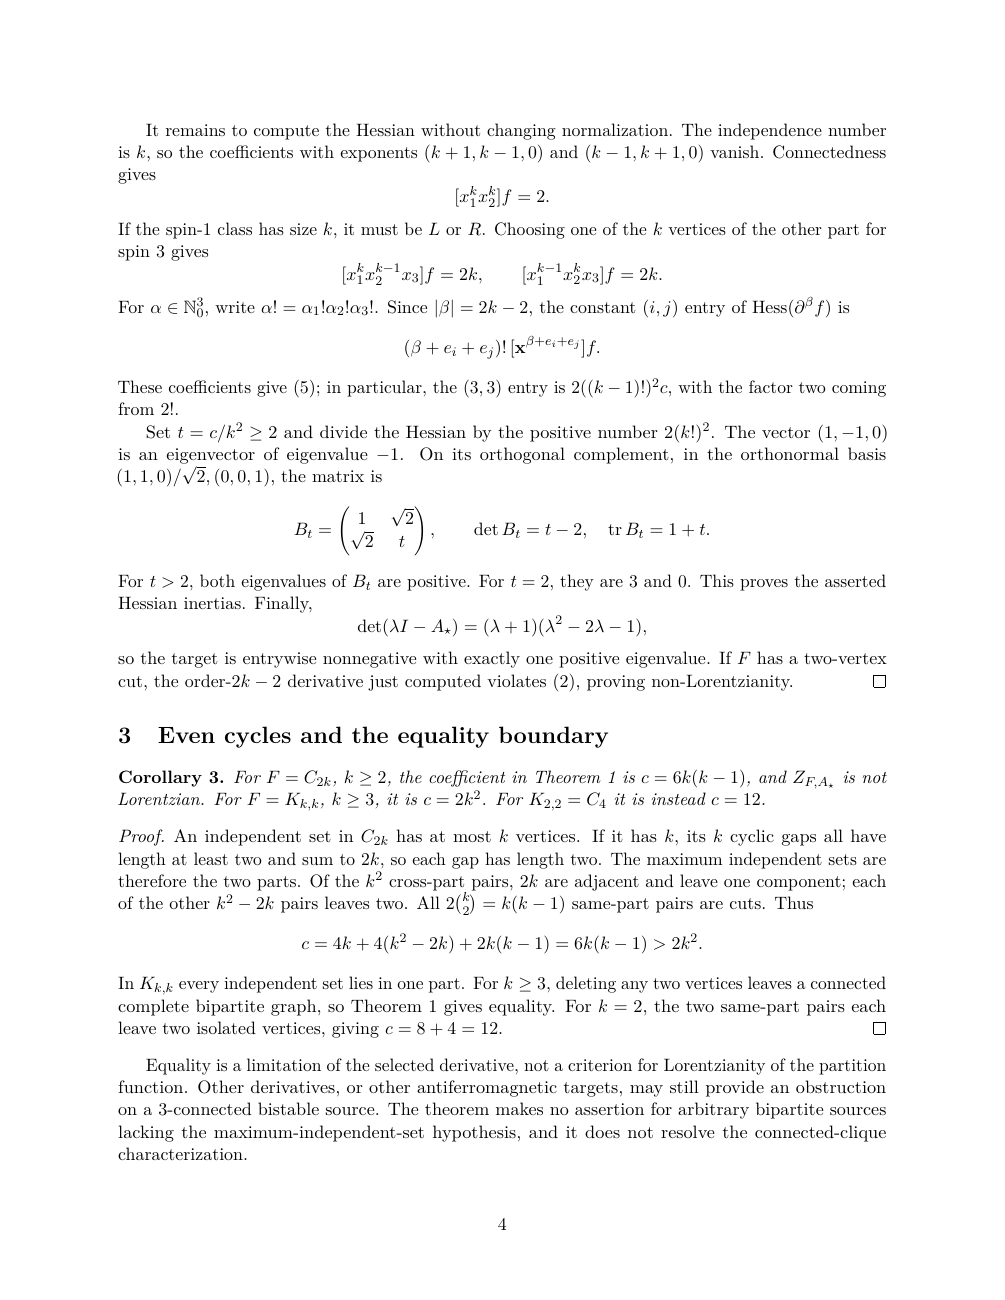 It remains to compute the Hessian without changing normalization. The independence number
is k, so the coefficients with exponents (k + 1, k − 1, 0) and (k − 1, k + 1, 0) vanish. Connectedness
gives
[x_1^k x_2^k]f = 2.
If the spin-1 class has size k, it must be L or R. Choosing one of the k vertices of the other part for
spin 3 gives
[x_1^k x_2^{k−1} x_3]f = 2k, [x_1^{k−1} x_2^k x_3]f = 2k.
For α ∈ ℕ_0^3, write α! = α_1!α_2!α_3!. Since |β| = 2k − 2, the constant (i, j) entry of Hess(∂^β f) is
(β + e_i + e_j)! [x^{β+e_i+e_j}]f.
These coefficients give (5); in particular, the (3, 3) entry is 2((k − 1)!)^2c, with the factor two coming
from 2!.
Set t = c/k^2 ≥ 2 and divide the Hessian by the positive number 2(k!)^2. The vector (1, −1, 0)
is an eigenvector of eigenvalue −1. On its orthogonal complement, in the orthonormal basis
(1, 1, 0)/√2, (0, 0, 1), the matrix is
B_t = ( 1 √2 ; √2 t ), det B_t = t − 2, tr B_t = 1 + t.
For t > 2, both eigenvalues of B_t are positive. For t = 2, they are 3 and 0. This proves the asserted
Hessian inertias. Finally,
det(λI − A_⋆) = (λ + 1)(λ^2 − 2λ − 1),
so the target is entrywise nonnegative with exactly one positive eigenvalue. If F has a two-vertex
cut, the order-2k − 2 derivative just computed violates (2), proving non-Lorentzianity. □
3 Even cycles and the equality boundary
Corollary 3. For F = C_{2k}, k ≥ 2, the coefficient in Theorem 1 is c = 6k(k − 1), and Z_{F,A_⋆} is not
Lorentzian. For F = K_{k,k}, k ≥ 3, it is c = 2k^2. For K_{2,2} = C_4 it is instead c = 12.
Proof. An independent set in C_{2k} has at most k vertices. If it has k, its k cyclic gaps all have
length at least two and sum to 2k, so each gap has length two. The maximum independent sets are
therefore the two parts. Of the k^2 cross-part pairs, 2k are adjacent and leave one component; each
of the other k^2 − 2k pairs leaves two. All 2\binom{k}{2} = k(k − 1) same-part pairs are cuts. Thus
c = 4k + 4(k^2 − 2k) + 2k(k − 1) = 6k(k − 1) > 2k^2.
In K_{k,k} every independent set lies in one part. For k ≥ 3, deleting any two vertices leaves a connected
complete bipartite graph, so Theorem 1 gives equality. For k = 2, the two same-part pairs each
leave two isolated vertices, giving c = 8 + 4 = 12. □
Equality is a limitation of the selected derivative, not a criterion for Lorentzianity of the partition
function. Other derivatives, or other antiferromagnetic targets, may still provide an obstruction
on a 3-connected bistable source. The theorem makes no assertion for arbitrary bipartite sources
lacking the maximum-independent-set hypothesis, and it does not resolve the connected-clique
characterization.
4